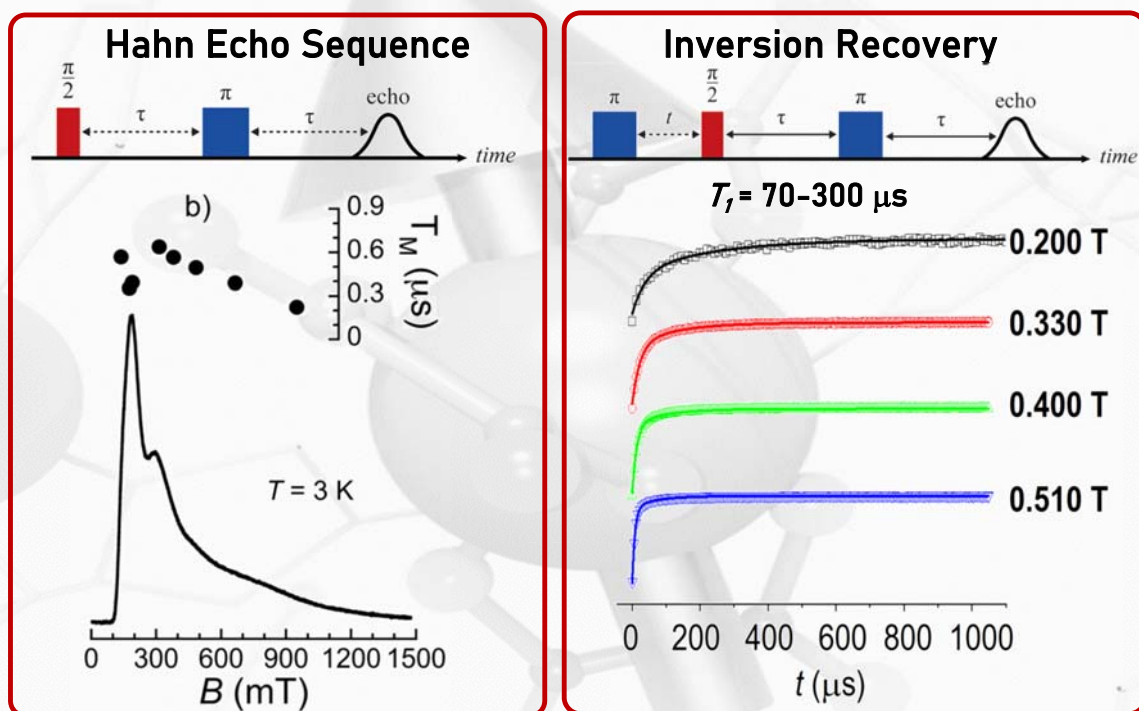 Hahn Echo Sequence
π/2
π
echo
τ
τ
time
b)
0.9
0.6
0.3
0
T_M (μs)
T = 3 K
0 300 600 900 1200 1500
B (mT)
Inversion Recovery
π
π/2
π
echo
t
τ
τ
time
T₁ = 70-300 μs
0.200 T
0.330 T
0.400 T
0.510 T
0 200 400 600 800 1000
t (μs)